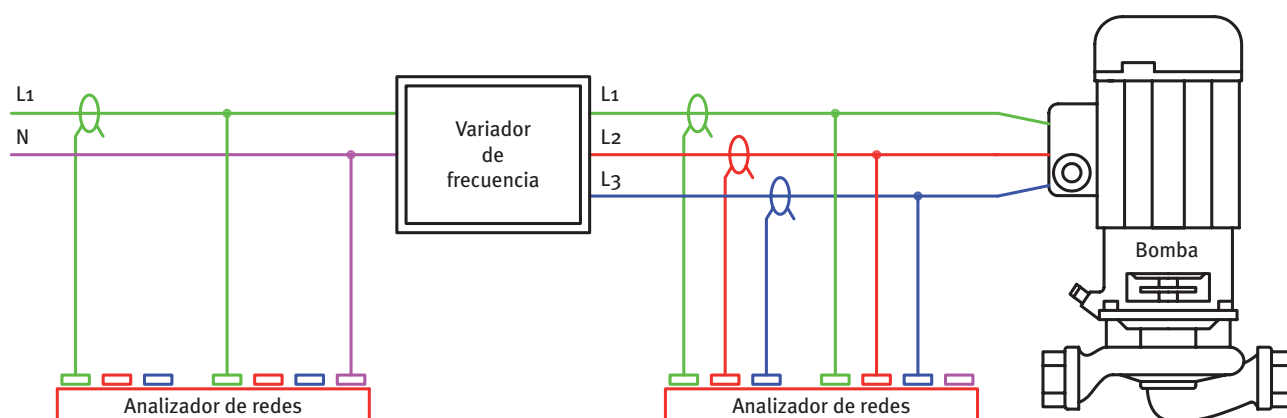 L1
N
Variador
de
frecuencia
L1
L2
L3
Bomba
Analizador de redes
Analizador de redes